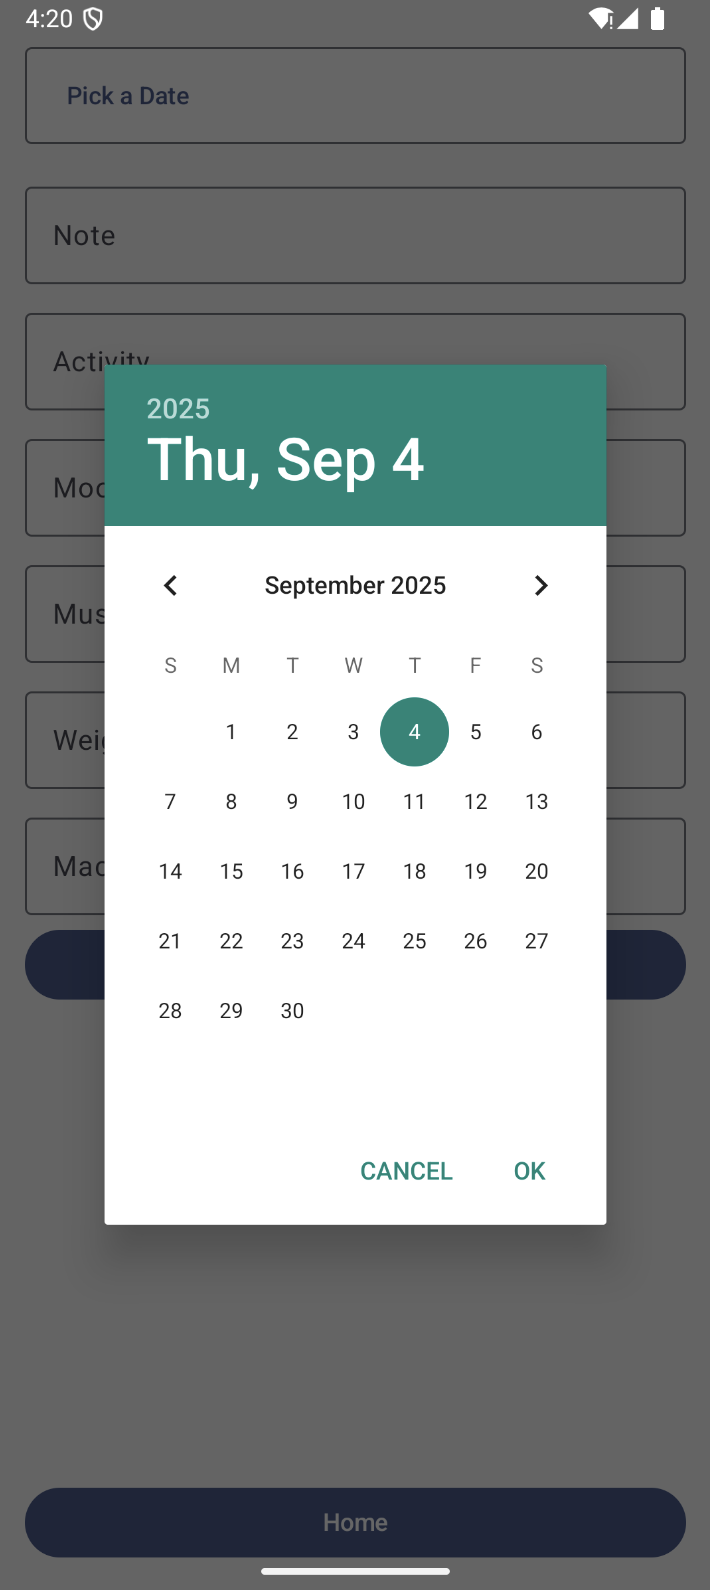 4:20
Pick a Date
Note
Activity
2025
Thu, Sep 4
September 2025
S M T W T F S
1 2 3 4 5 6
7 8 9 10 11 12 13
14 15 16 17 18 19 20
21 22 23 24 25 26 27
28 29 30
CANCEL OK
Home